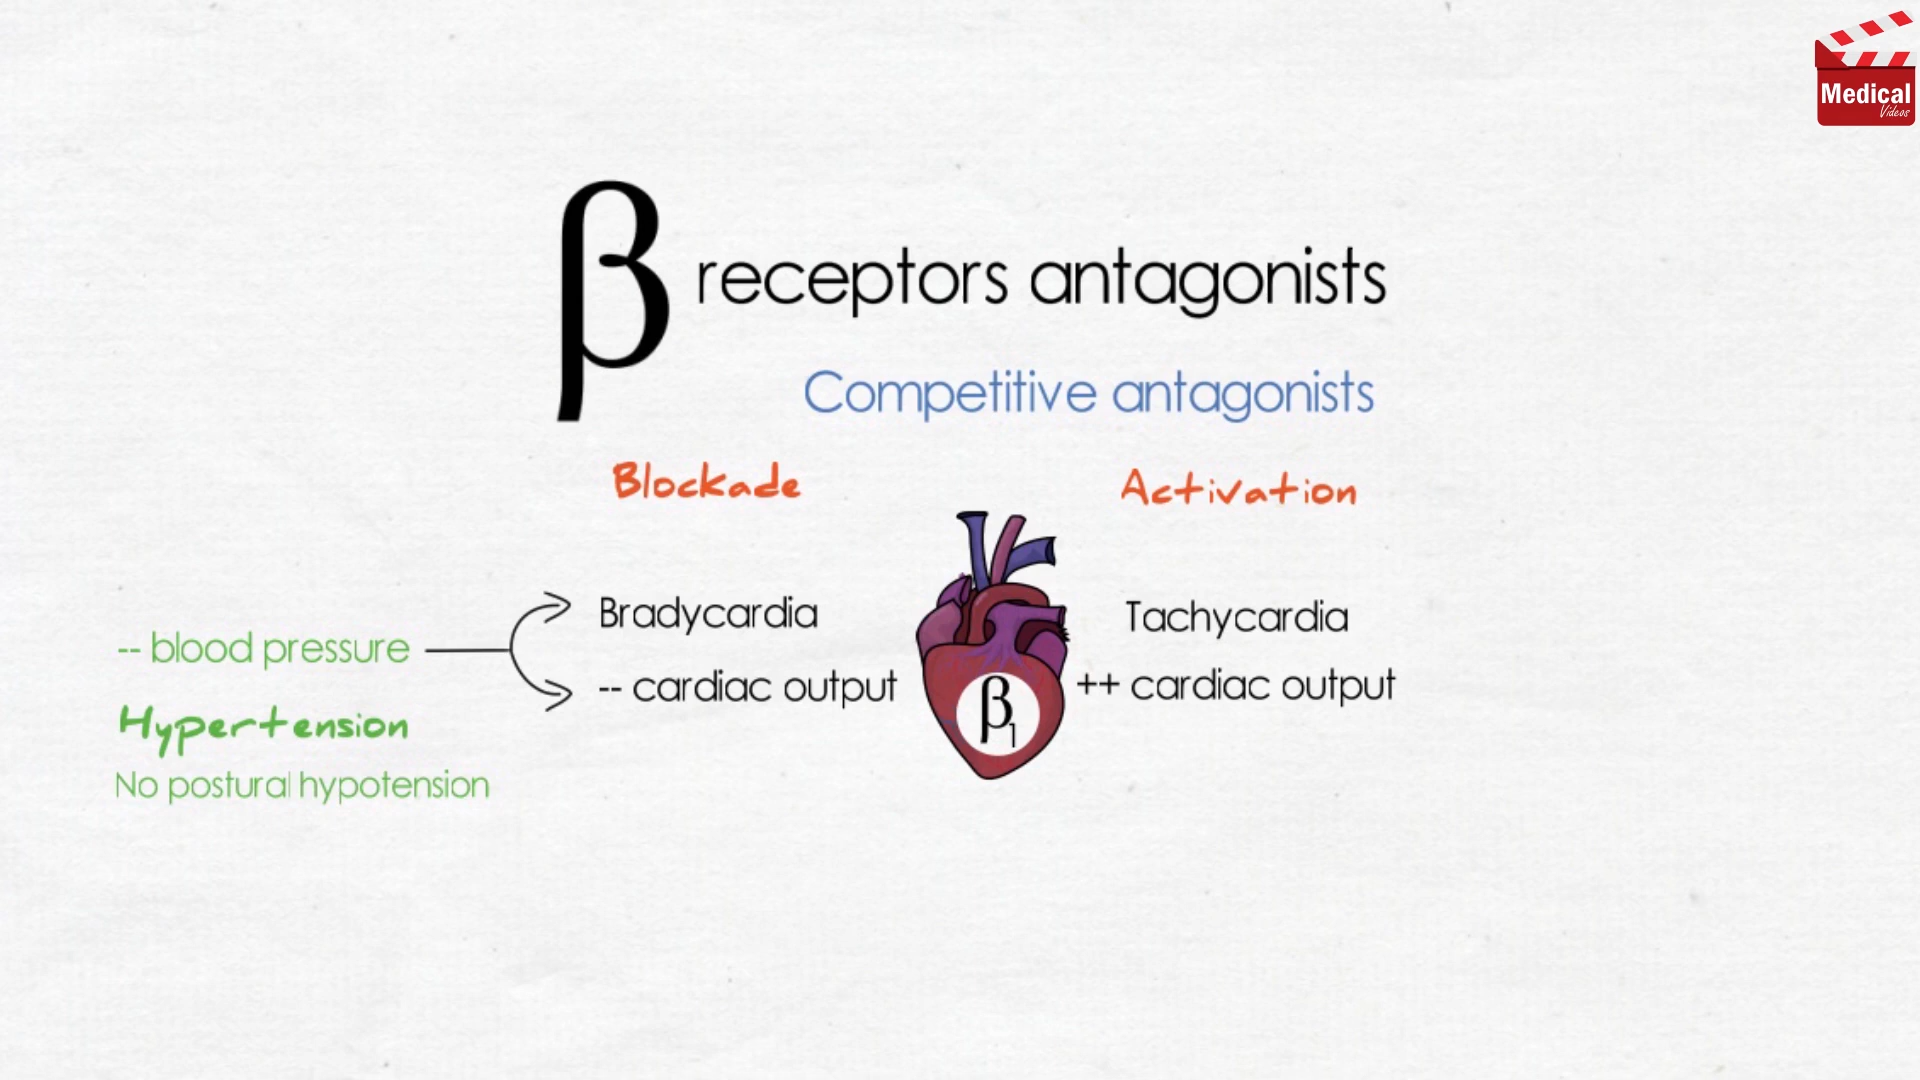 Medical
Videos
β receptors antagonists
Competitive antagonists
Blockade
Activation
Bradycardia
Tachycardia
-- blood pressure
-- cardiac output
++ cardiac output
β1
Hypertension
No postural hypotension